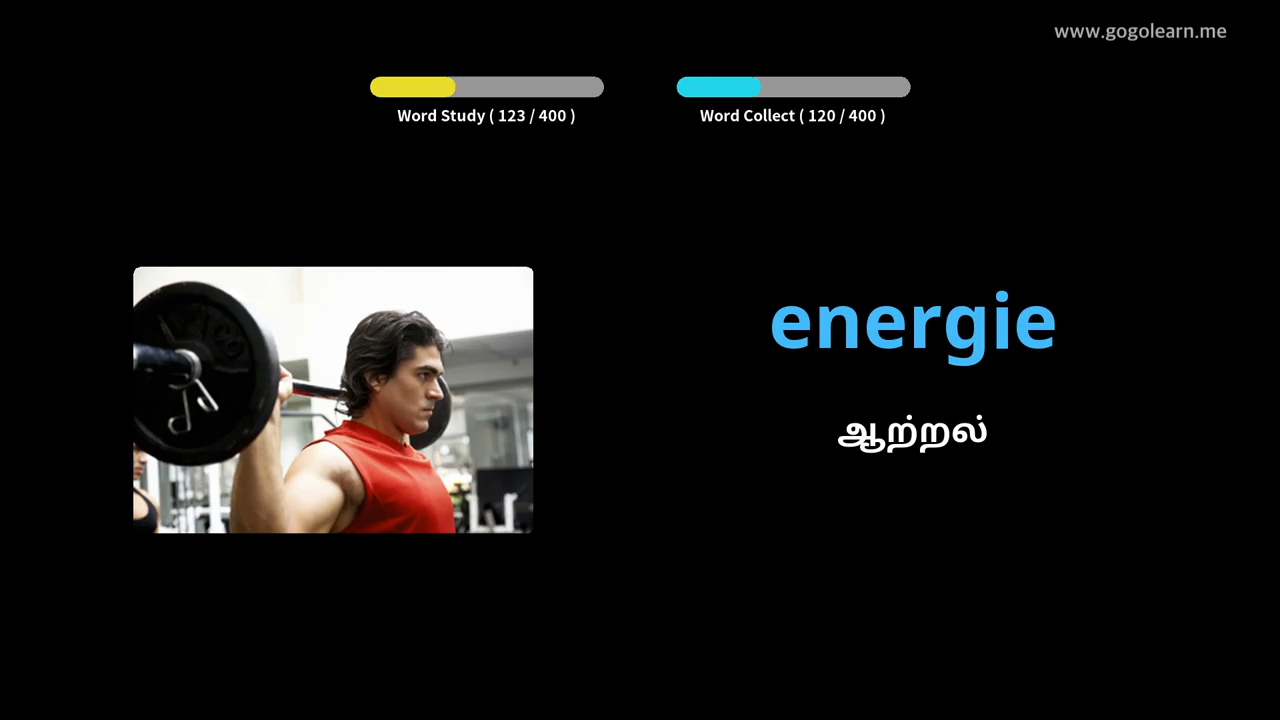 www.gogolearn.me
Word Study ( 123 / 400 )
Word Collect ( 120 / 400 )
energie
ஆற்றல்